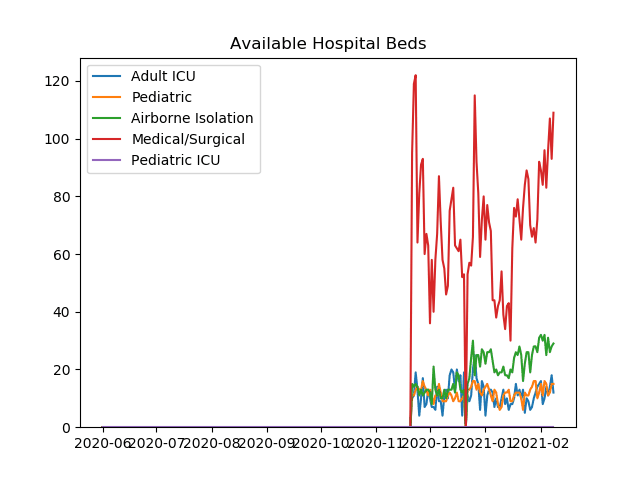 Available Hospital Beds
Adult ICU
Pediatric
Airborne Isolation
Medical/Surgical
Pediatric ICU
120
100
80
60
40
20
0
2020-06 2020-07 2020-08 2020-09 2020-10 2020-11 2020-12 2021-01 2021-02